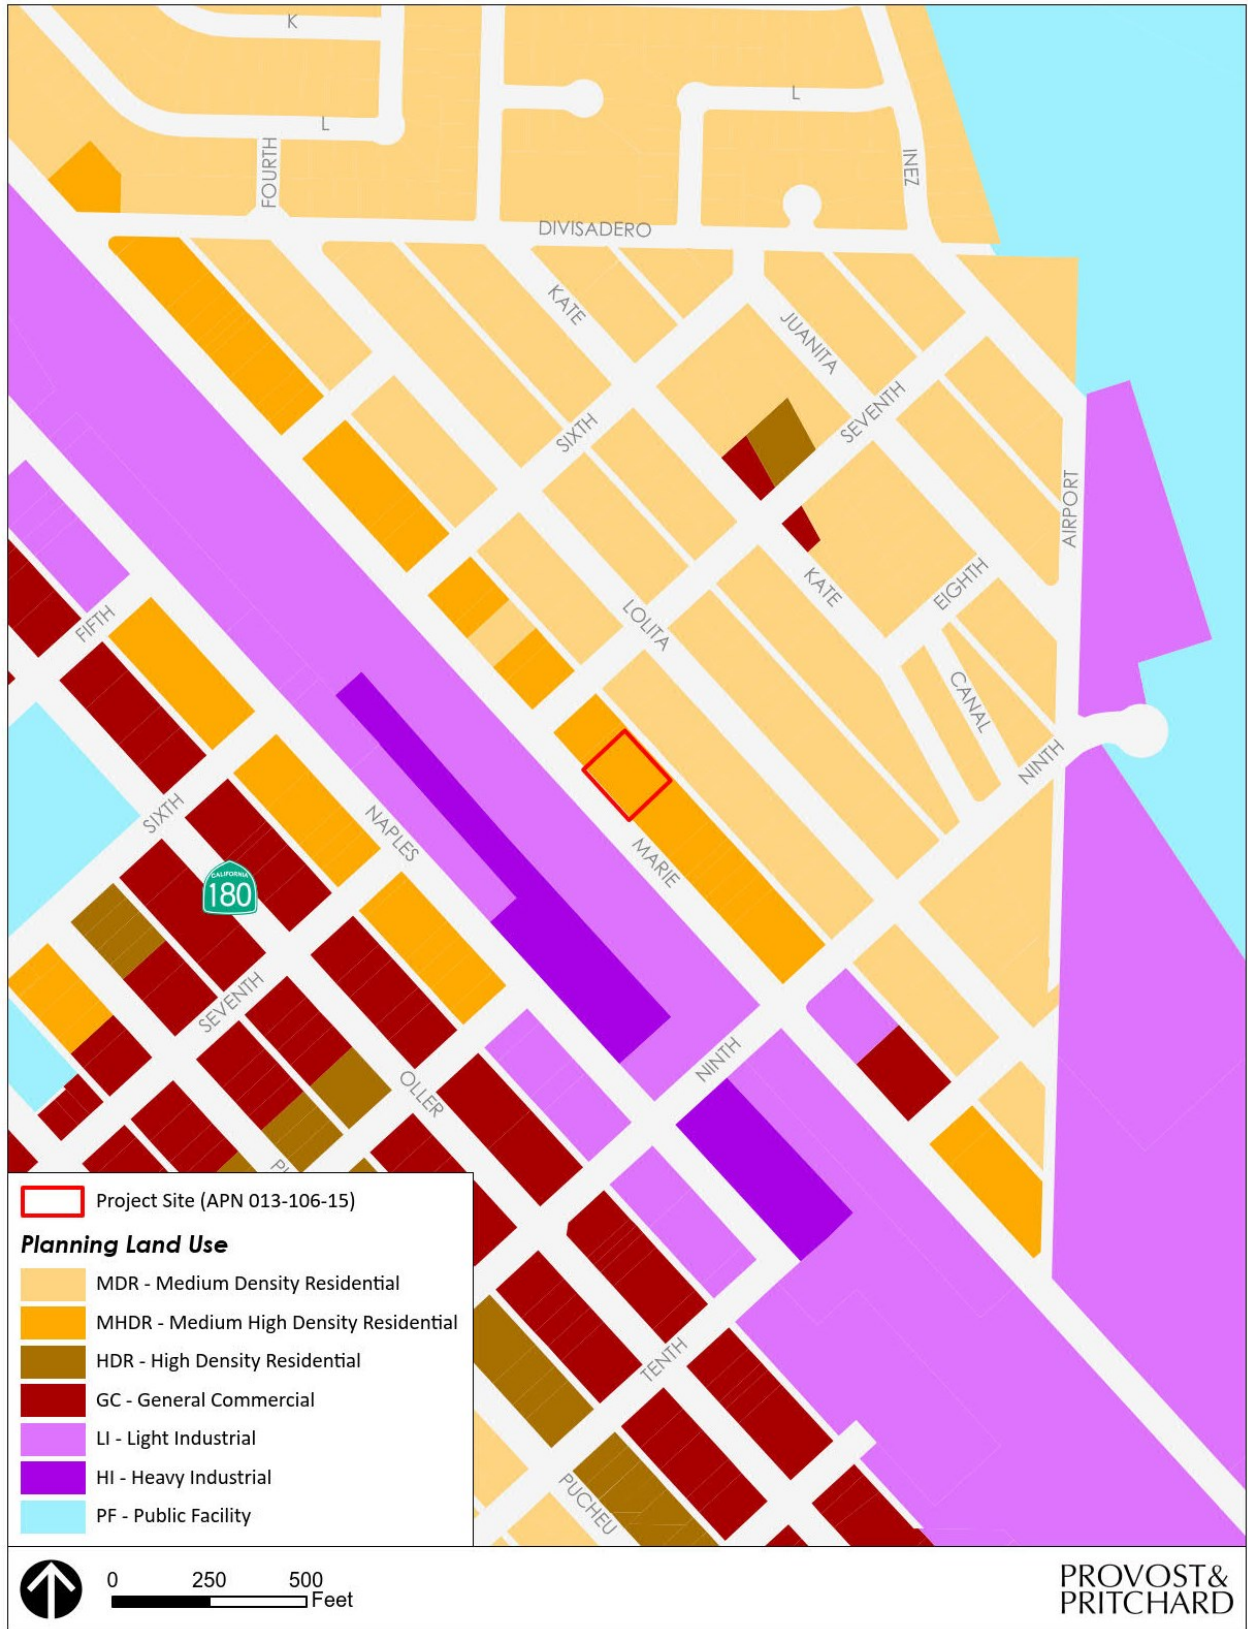 K
L
L
FOURTH
INEZ
DIVISADERO
KATE
JUANITA
SIXTH
SEVENTH
AIRPORT
KATE
EIGHTH
LOLITA
FIFTH
CANAL
NINTH
SIXTH
NAPLES
MARIE
CALIFORNIA
180
SEVENTH
NINTH
OLLER
TENTH
PUCHEU
Project Site (APN 013-106-15)
Planning Land Use
MDR - Medium Density Residential
MHDR - Medium High Density Residential
HDR - High Density Residential
GC - General Commercial
LI - Light Industrial
HI - Heavy Industrial
PF - Public Facility
0 250 500
Feet
PROVOST&
PRITCHARD